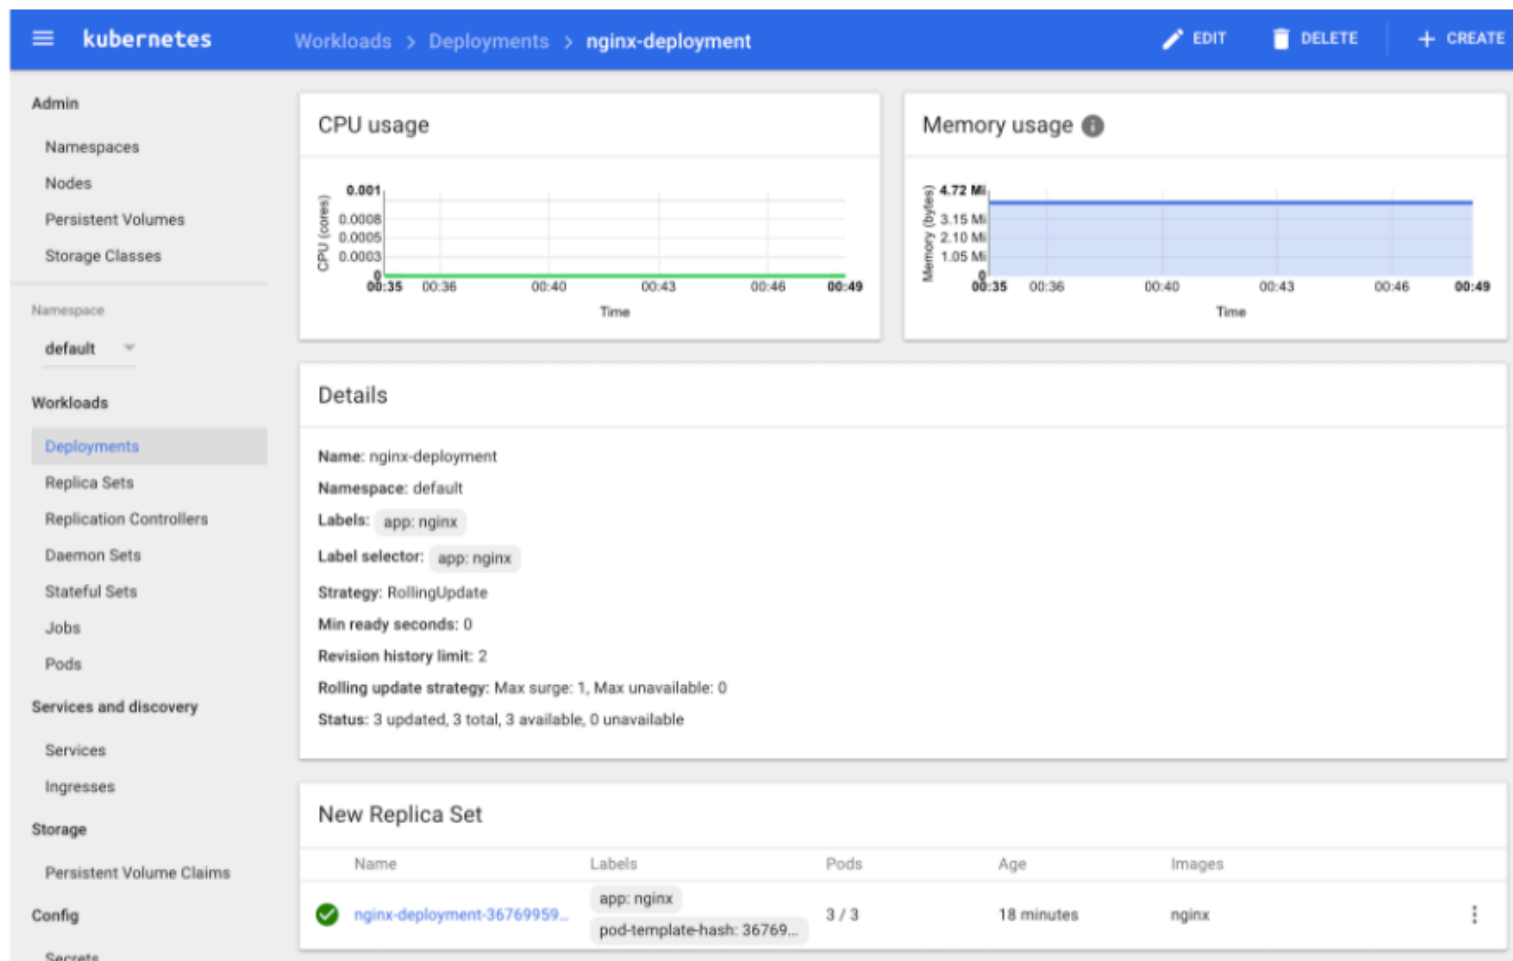 kubernetes
Workloads > Deployments > nginx-deployment
EDIT
DELETE
+ CREATE
Admin
Namespaces
Nodes
Persistent Volumes
Storage Classes
Namespace
default
Workloads
Deployments
Replica Sets
Replication Controllers
Daemon Sets
Stateful Sets
Jobs
Pods
Services and discovery
Services
Ingresses
Storage
Persistent Volume Claims
Config
Secrets
CPU usage
CPU (cores)
0.001
0.0008
0.0005
0.0003
0
00:35 00:36 00:40 00:43 00:46 00:49
Time
Memory usage
Memory (bytes)
4.72 Mi
3.15 Mi
2.10 Mi
1.05 Mi
0
00:35 00:36 00:40 00:43 00:46 00:49
Time
Details
Name: nginx-deployment
Namespace: default
Labels: app: nginx
Label selector: app: nginx
Strategy: RollingUpdate
Min ready seconds: 0
Revision history limit: 2
Rolling update strategy: Max surge: 1, Max unavailable: 0
Status: 3 updated, 3 total, 3 available, 0 unavailable
New Replica Set
Name Labels Pods Age Images
nginx-deployment-36769959... app: nginx 3 / 3 18 minutes nginx
pod-template-hash: 36769...